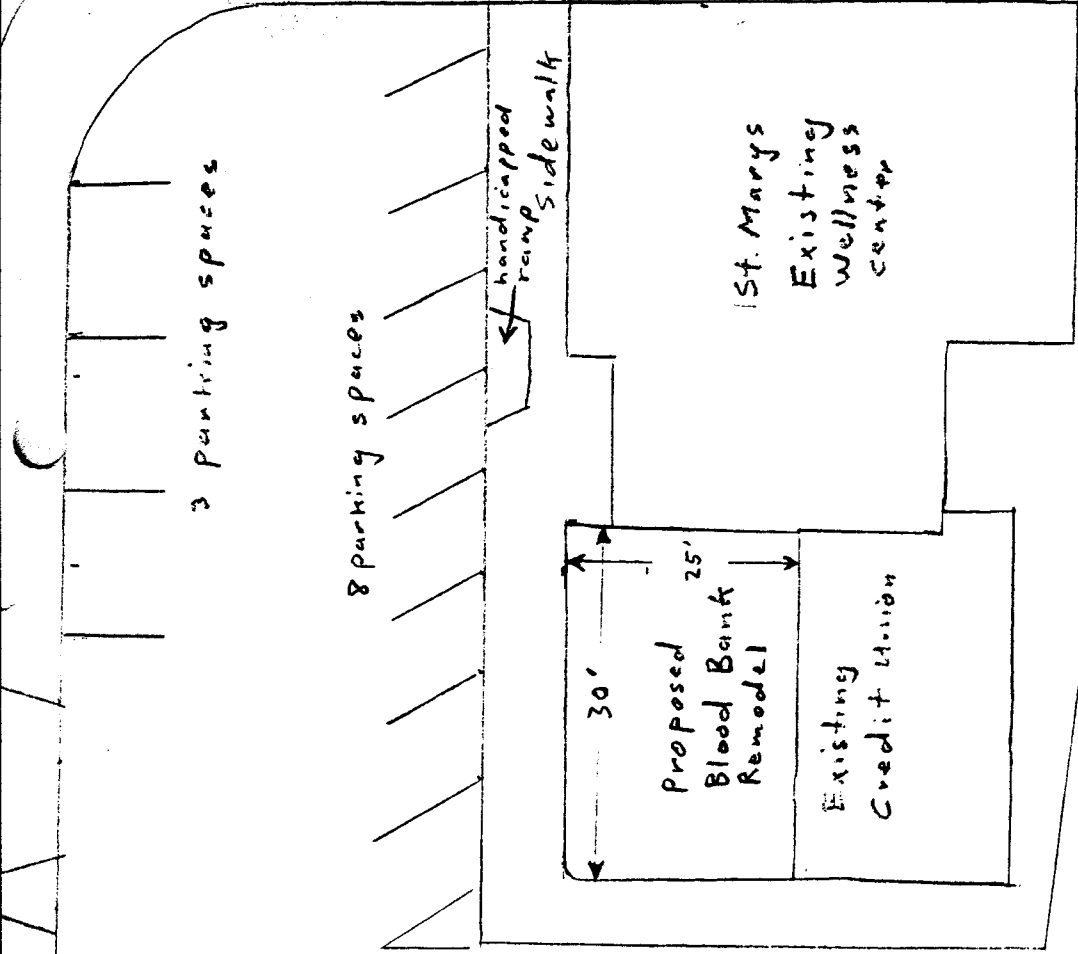 3 parking spaces
8 parking spaces
handicapped
ramp
Sidewalk
St. Marys
Existing
Wellness
center
30'
25'
Proposed
Blood Bank
Remodel
Existing
Credit Union